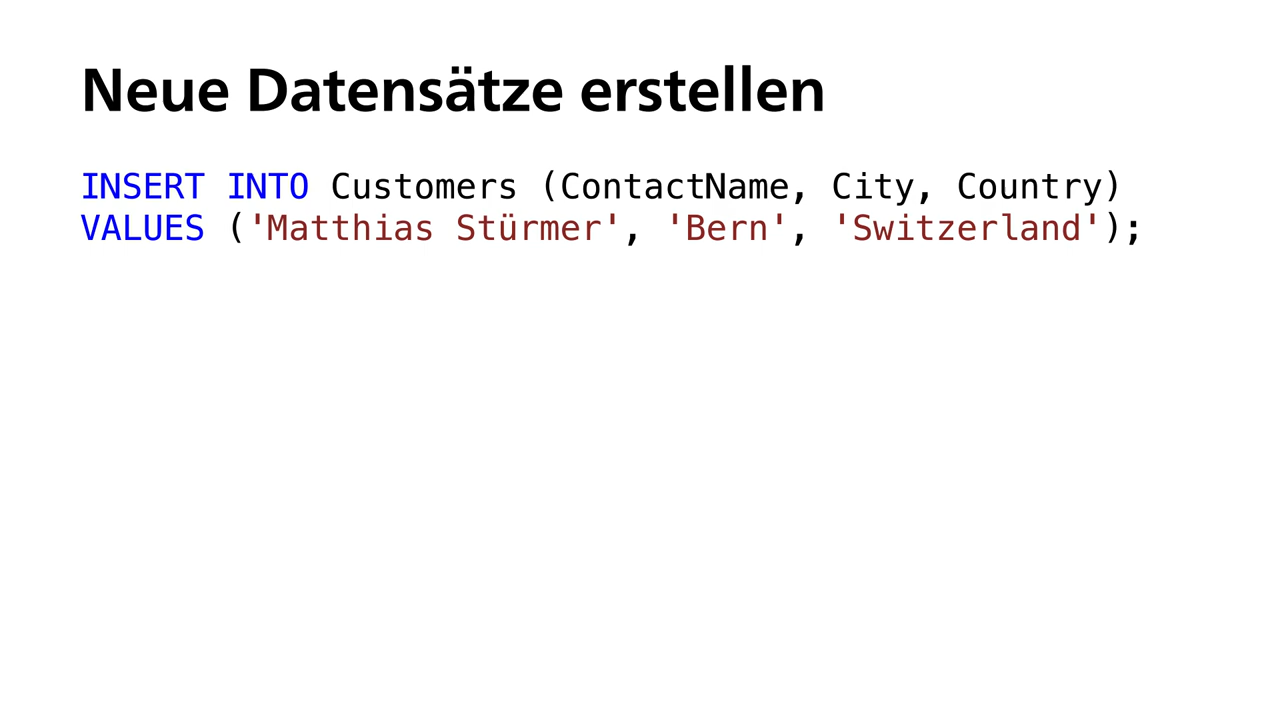 Neue Datensätze erstellen
INSERT INTO Customers (ContactName, City, Country)
VALUES ('Matthias Stürmer', 'Bern', 'Switzerland');